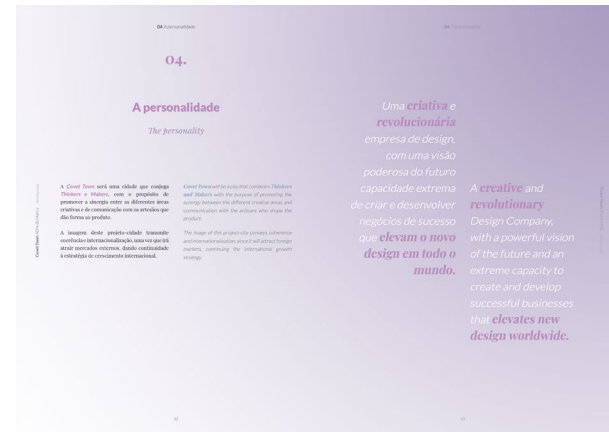 04 A personalidade
04.
A personalidade
The personality
A Covet Town será uma cidade que conjuga
Thinkers e Makers, com o propósito de
promover a sinergia entre as diferentes áreas
criativas e de comunicação com os artesãos que
dão forma ao produto.
A imagem deste projeto-cidade transmite
coerência e internacionalização, uma vez que irá
atrair mercados externos, dando continuidade
à estratégia de crescimento internacional.
Covet Town will be a city that combines Thinkers
and Makers with the purpose of promoting the
synergy between the different creative areas and
communication with the artisans who shape the
product.
The image of this project-city conveys coherence
and internationalization, since it will attract foreign
markets, continuing the international growth
strategy.
Uma criativa e
revolucionária
empresa de design,
com uma visão
poderosa do futuro
capacidade extrema
de criar e desenvolver
negócios de sucesso
que elevam o novo
design em todo o
mundo.
A creative and
revolutionary
Design Company,
with a powerful vision
of the future and an
extreme capacity to
create and develop
successful businesses
that elevates new
design worldwide.